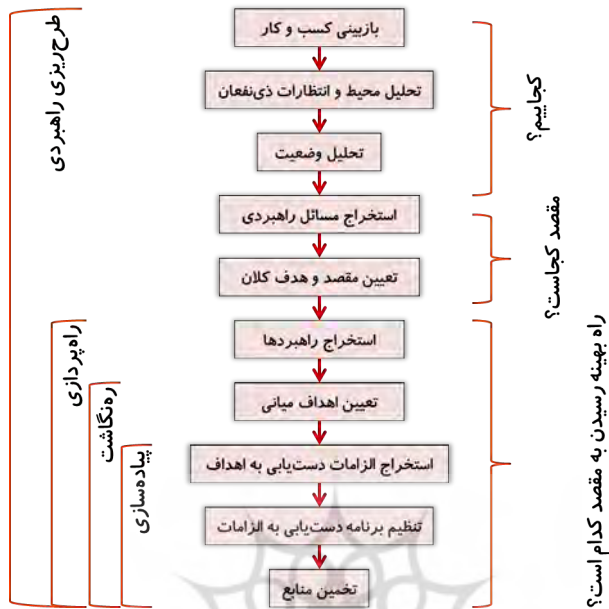 بازبینی کسب و کار
تحلیل محیط و انتظارات ذی‌نفعان
تحلیل وضعیت
استخراج مسائل راهبردی
تعیین مقصد و هدف کلان
استخراج راهبردها
تعیین اهداف میانی
استخراج الزامات دست‌یابی به اهداف
تنظیم برنامه دست‌یابی به الزامات
تخمین منابع
کجاییم؟
مقصد کجاست؟
راه بهینه رسیدن به مقصد کدام است؟
طرح‌ریزی راهبردی
راه‌پردازی
ره‌نگاشت
پیاده‌سازی